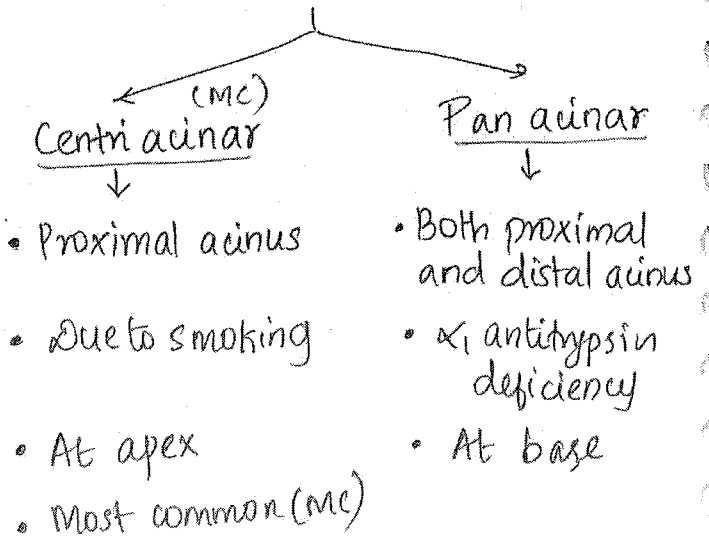 (MC)
Centri acinar
Pan acinar
• Proximal acinus
• Both proximal
and distal acinus
• Due to smoking
• α₁ antitrypsin
deficiency
• At apex
• At base
• Most common (MC)